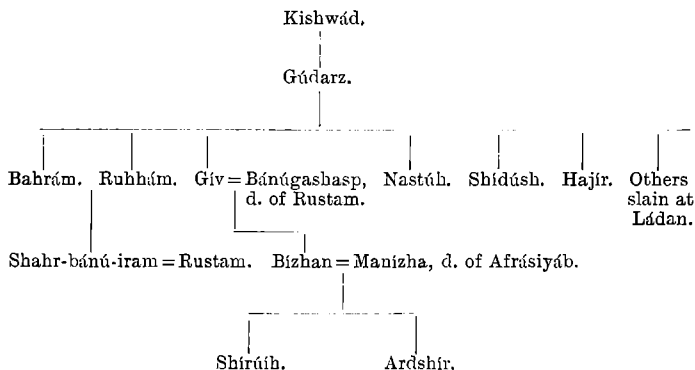 Kishwád.
Gúdarz.
Bahrám. Ruhhám. Gív = Bánúgashasp, Nastúh. Shídúsh. Hajír. Others
d. of Rustam. slain at
Ládan.
Shahr-bánú-iram = Rustam. Bízhan = Manízha, d. of Afrásiyáb.
Shírúíh. Ardshír.